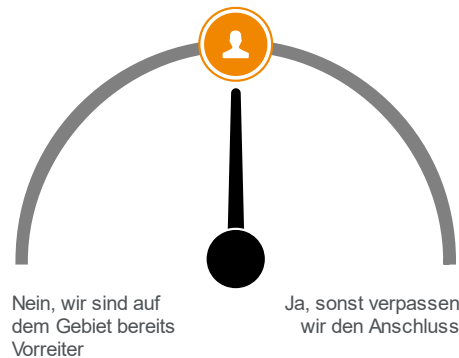 Nein, wir sind auf
dem Gebiet bereits
Vorreiter
Ja, sonst verpassen
wir den Anschluss